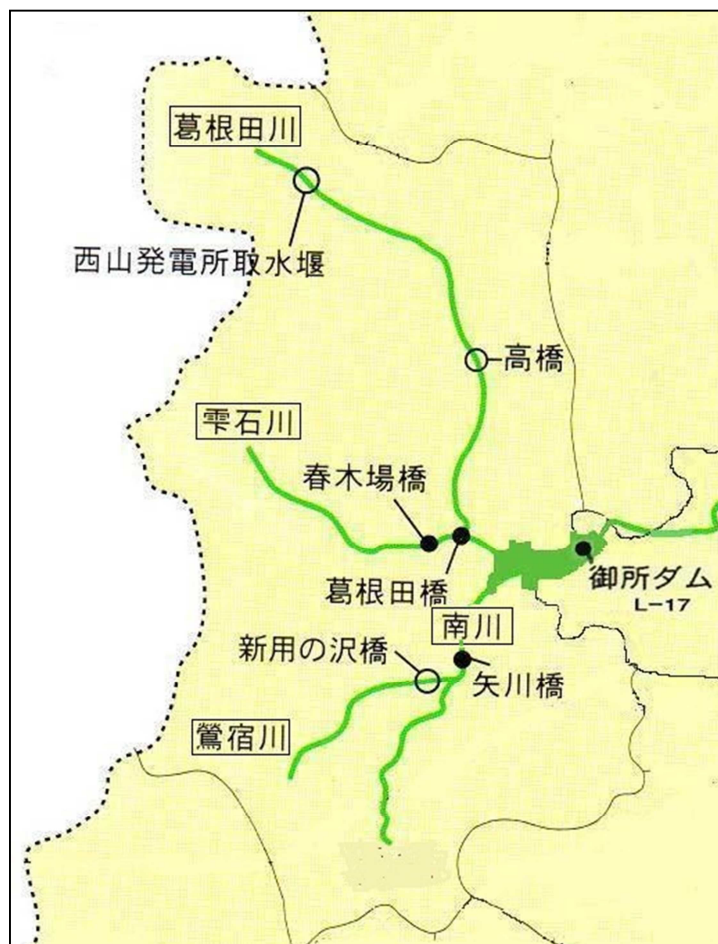 葛根田川
西山発電所取水堰
高橋
雫石川
春木場橋
葛根田橋
御所ダム
L-17
南川
新用の沢橋
矢川橋
鶯宿川